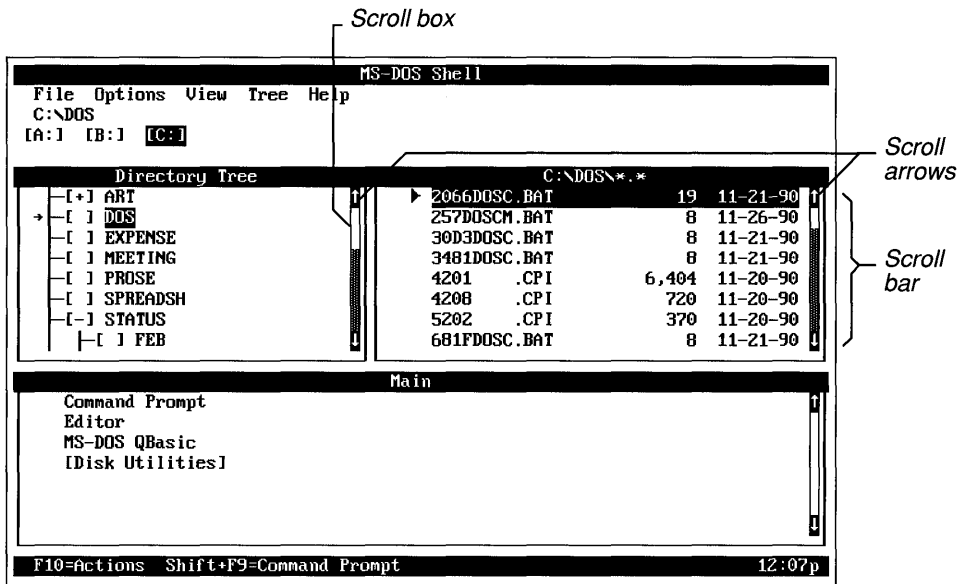 Scroll box
MS-DOS Shell
File Options View Tree Help
C:\DOS
[A:] [B:] [C:]
Scroll arrows
Directory Tree
[+] ART
[ ] DOS
[ ] EXPENSE
[ ] MEETING
[ ] PROSE
[ ] SPREADSH
[-] STATUS
[ ] FEB
C:\DOS\*.*
2066DOSC.BAT 19 11-21-90
257DOSCM.BAT 8 11-26-90
30D3DOSC.BAT 8 11-21-90
3481DOSC.BAT 8 11-21-90
4201 .CPI 6,404 11-20-90
4208 .CPI 720 11-20-90
5202 .CPI 370 11-20-90
681FDOSC.BAT 8 11-21-90
Scroll bar
Main
Command Prompt
Editor
MS-DOS QBasic
[Disk Utilities]
F10=Actions Shift+F9=Command Prompt 12:07p